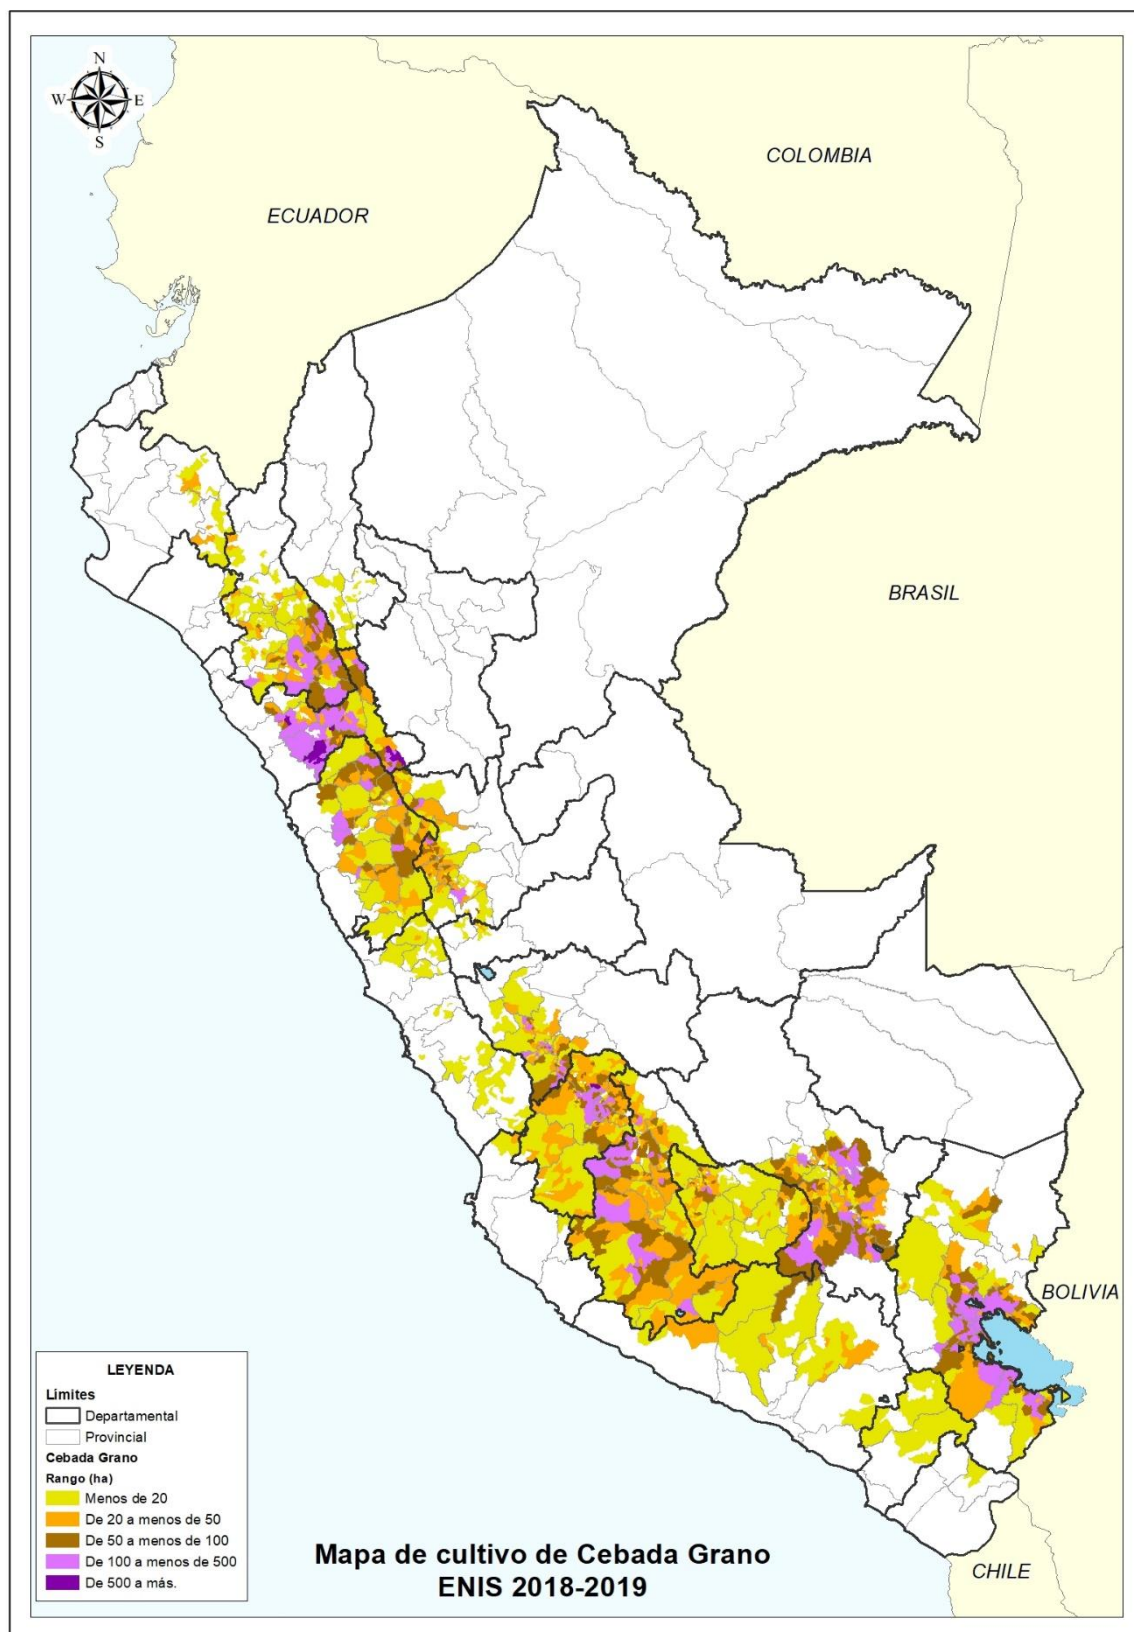 N
W
E
S
COLOMBIA
ECUADOR
BRASIL
BOLIVIA
LEYENDA
Límites
Departamental
Provincial
Cebada Grano
Rango (ha)
Menos de 20
De 20 a menos de 50
De 50 a menos de 100
De 100 a menos de 500
De 500 a más.
Mapa de cultivo de Cebada Grano
ENIS 2018-2019
CHILE